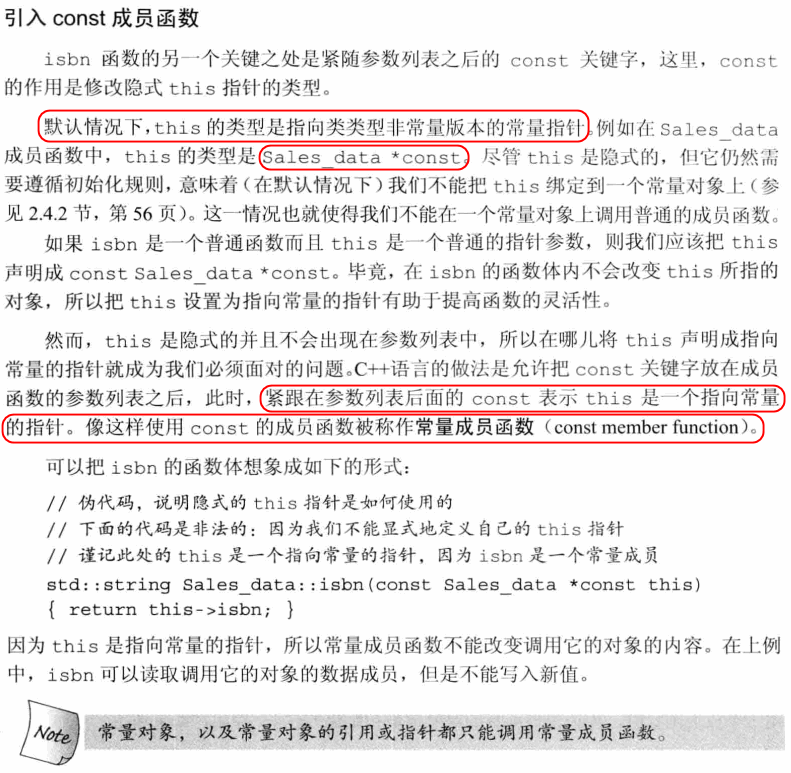 引入 const 成员函数
isbn 函数的另一个关键之处是紧随参数列表之后的 const 关键字，这里，const
的作用是修改隐式 this 指针的类型。
默认情况下，this 的类型是指向类类型非常量版本的常量指针。例如在 Sales_data
成员函数中，this 的类型是 Sales_data *const。尽管 this 是隐式的，但它仍然需
要遵循初始化规则，意味着（在默认情况下）我们不能把 this 绑定到一个常量对象上（参
见 2.4.2 节，第 56 页）。这一情况也就使得我们不能在一个常量对象上调用普通的成员函数。
如果 isbn 是一个普通函数而且 this 是一个普通的指针参数，则我们应该把 this
声明成 const Sales_data *const。毕竟，在 isbn 的函数体内不会改变 this 所指的
对象，所以把 this 设置为指向常量的指针有助于提高函数的灵活性。
然而，this 是隐式的并且不会出现在参数列表中，所以在哪儿将 this 声明成指向
常量的指针就成为我们必须面对的问题。C++语言的做法是允许把 const 关键字放在成员
函数的参数列表之后，此时，紧跟在参数列表后面的 const 表示 this 是一个指向常量
的指针。像这样使用 const 的成员函数被称作常量成员函数（const member function）。
可以把 isbn 的函数体想象成如下的形式：
// 伪代码，说明隐式的 this 指针是如何使用的
// 下面的代码是非法的：因为我们不能显式地定义自己的 this 指针
// 谨记此处的 this 是一个指向常量的指针，因为 isbn 是一个常量成员
std::string Sales_data::isbn(const Sales_data *const this)
{ return this->isbn; }
因为 this 是指向常量的指针，所以常量成员函数不能改变调用它的对象的内容。在上例
中，isbn 可以读取调用它的对象的数据成员，但是不能写入新值。
Note 常量对象，以及常量对象的引用或指针都只能调用常量成员函数。